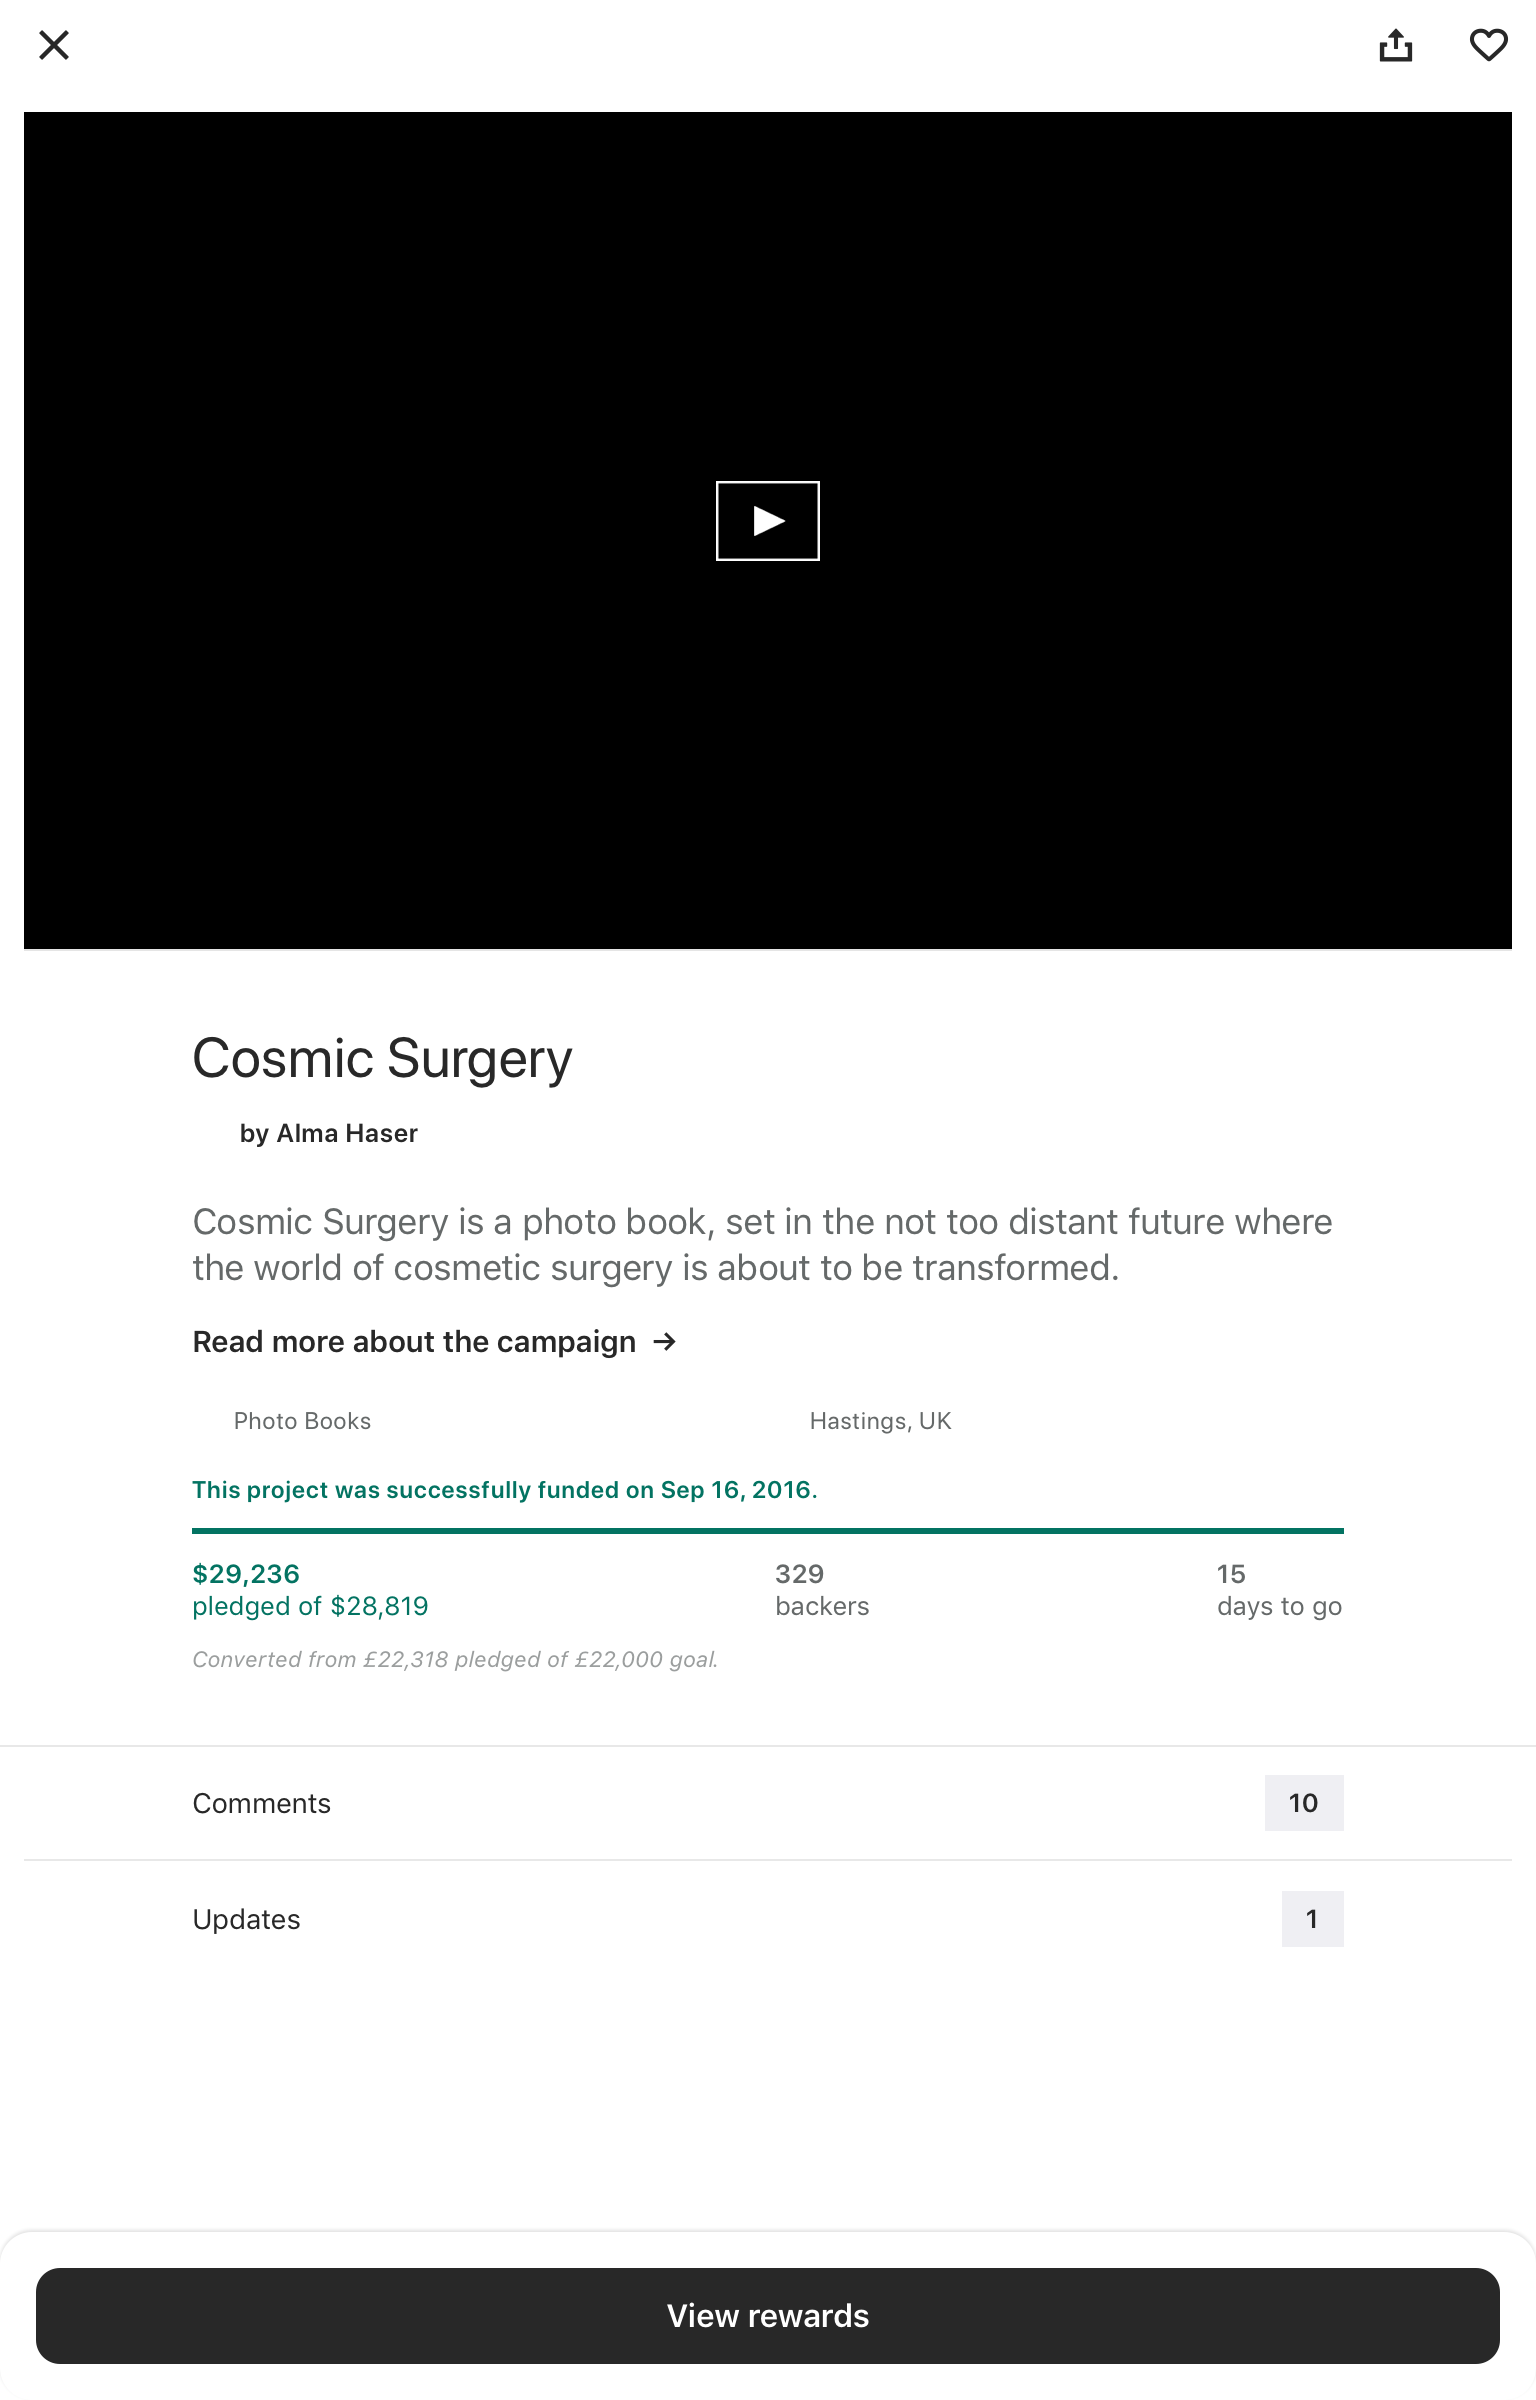 Cosmic Surgery
by Alma Haser
Cosmic Surgery is a photo book, set in the not too distant future where
the world of cosmetic surgery is about to be transformed.
Read more about the campaign →
Photo Books
Hastings, UK
This project was successfully funded on Sep 16, 2016.
$29,236
pledged of $28,819
329
backers
15
days to go
Converted from £22,318 pledged of £22,000 goal.
Comments
10
Updates
1
View rewards